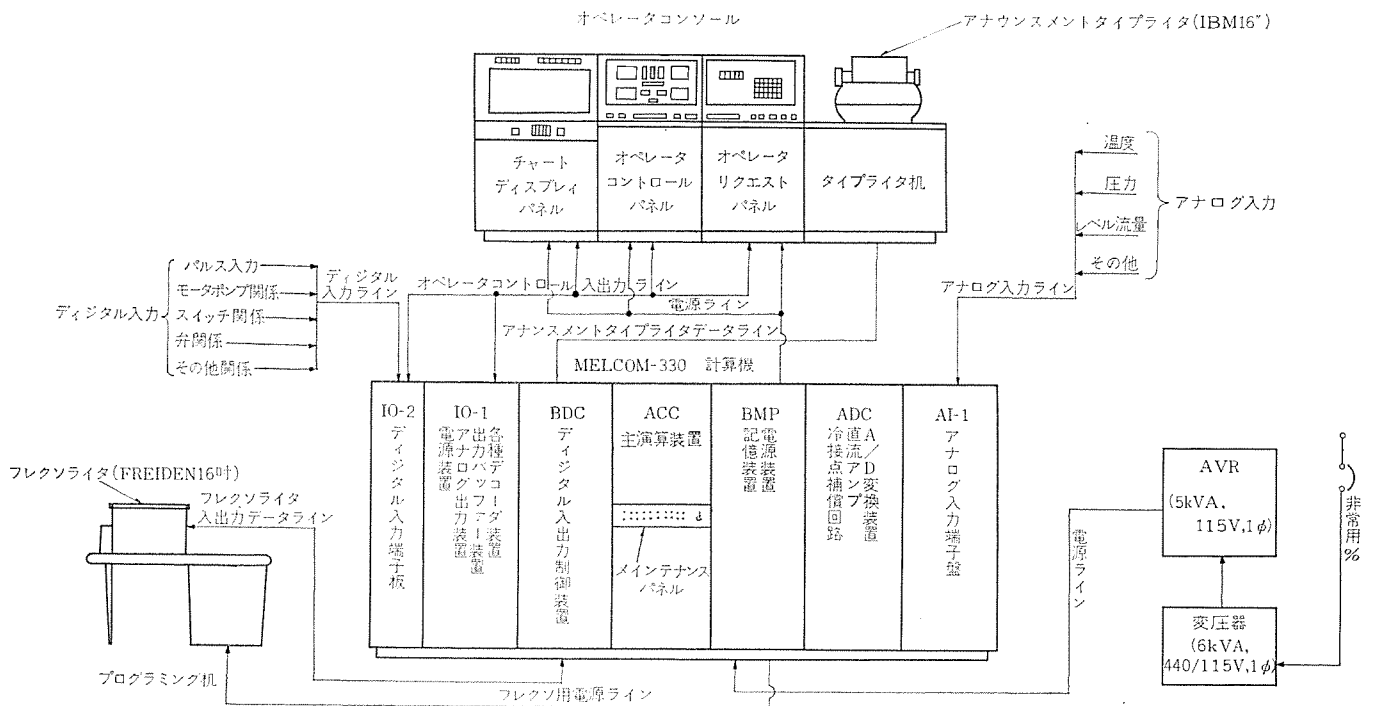 オペレータコンソール
アナウンスメントタイプライタ(IBM16″)
チャート
ディスプレイ
パネル
オペレータ
コントロール
パネル
オペレータ
リクエスト
パネル
タイプライタ机
温度
圧力
レベル流量
その他
アナログ入力
アナログ入力ライン
ディジタル入力
パルス入力
モータポンプ関係
スイッチ関係
弁関係
その他関係
ディジタル
入力ライン
オペレータコントロール 入出力ライン
電源ライン
アナンスメントタイプライタデータライン
MELCOM-330 計算機
IO-2
ディジタル入力端子板
IO-1
各種デコーダ装置
出力バッファー装置
アナログ出力装置
電源装置
BDC
ディジタル入出力制御装置
ACC
主演算装置
メインテナンス
パネル
BMP
電源装置
記憶装置
ADC
A/D変換装置
直流アンプ
冷接点補償回路
AI-1
アナログ入力端子盤
フレクソライタ(FREIDEN16吋)
フレクソライタ
入出力データライン
プログラミング机
フレクソ用電源ライン
電源ライン
AVR
(5kVA,
115V,1φ)
変圧器
(6kVA,
440/115V,1φ)
非常用%